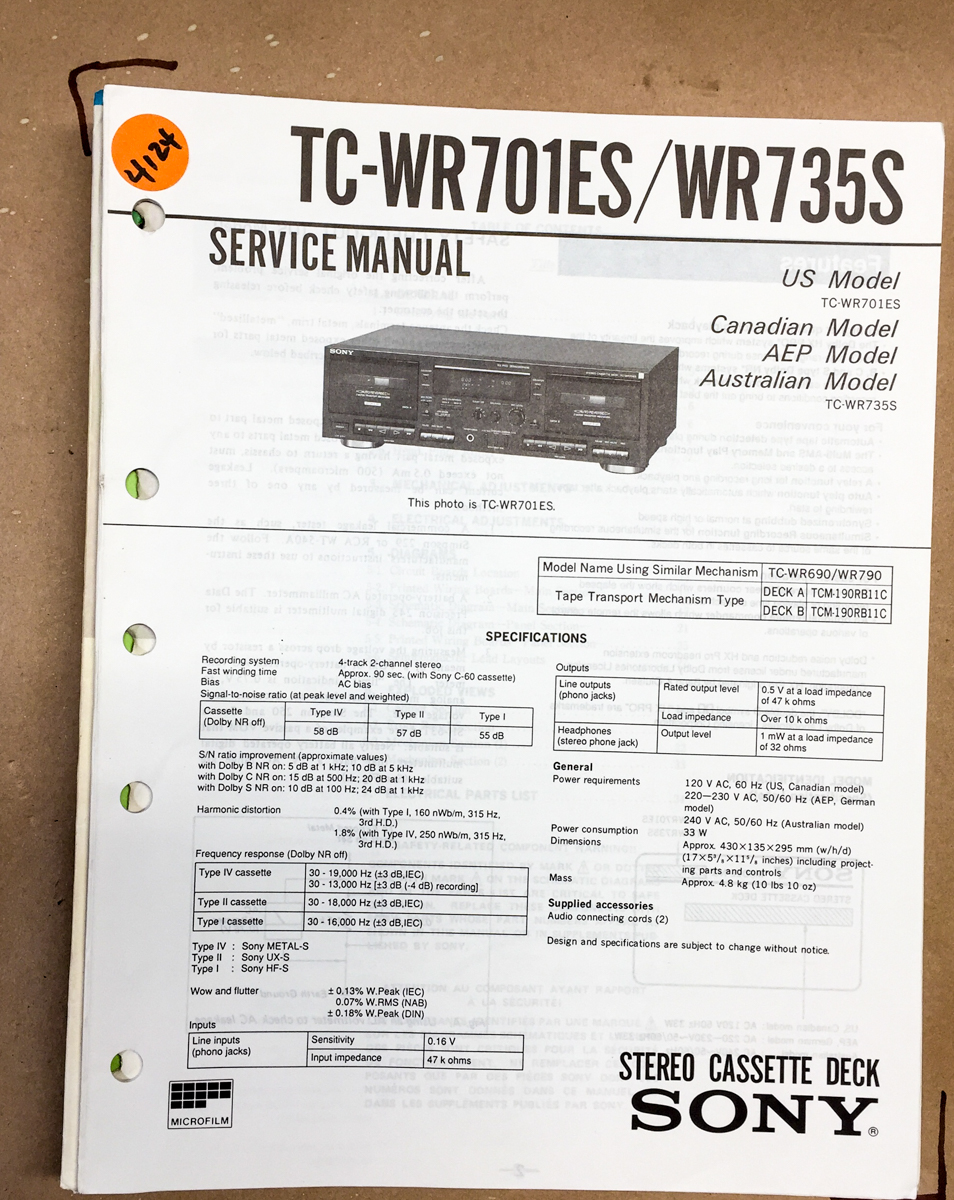 4124
TC-WR701ES/WR735S
SERVICE MANUAL
US Model
TC-WR701ES
Canadian Model
AEP Model
Australian Model
TC-WR735S
SONY
This photo is TC-WR701ES.
Model Name Using Similar Mechanism TC-WR690/WR790
Tape Transport Mechanism Type DECK A TCM-190RB11C
DECK B TCM-190RB11C
SPECIFICATIONS
Recording system 4-track 2-channel stereo
Fast winding time Approx. 90 sec. (with Sony C-60 cassette)
Bias AC bias
Signal-to-noise ratio (at peak level and weighted)
Cassette (Dolby NR off) Type IV Type II Type I
58 dB 57 dB 55 dB
S/N ratio improvement (approximate values)
with Dolby B NR on: 5 dB at 1 kHz; 10 dB at 5 kHz
with Dolby C NR on: 15 dB at 500 Hz; 20 dB at 1 kHz
with Dolby S NR on: 10 dB at 100 Hz; 24 dB at 1 kHz
Harmonic distortion 0.4% (with Type I, 160 nWb/m, 315 Hz,
3rd H.D.)
1.8% (with Type IV, 250 nWb/m, 315 Hz,
3rd H.D.)
Frequency response (Dolby NR off)
Type IV cassette 30 - 19,000 Hz (±3 dB,IEC)
30 - 13,000 Hz [±3 dB (-4 dB) recording]
Type II cassette 30 - 18,000 Hz (±3 dB,IEC)
Type I cassette 30 - 16,000 Hz (±3 dB,IEC)
Type IV : Sony METAL-S
Type II : Sony UX-S
Type I : Sony HF-S
Wow and flutter ± 0.13% W.Peak (IEC)
0.07% W.RMS (NAB)
± 0.18% W.Peak (DIN)
Inputs
Line inputs (phono jacks) Sensitivity 0.16 V
Input impedance 47 k ohms
Outputs
Line outputs (phono jacks) Rated output level 0.5 V at a load impedance
of 47 k ohms
Load impedance Over 10 k ohms
Headphones (stereo phone jack) Output level 1 mW at a load impedance
of 32 ohms
General
Power requirements 120 V AC, 60 Hz (US, Canadian model)
220—230 V AC, 50/60 Hz (AEP, German
model)
240 V AC, 50/60 Hz (Australian model)
Power consumption 33 W
Dimensions Approx. 430×135×295 mm (w/h/d)
(17×5³/₈×11⁵/₈ inches) including project-
ing parts and controls
Mass Approx. 4.8 kg (10 lbs 10 oz)
Supplied accessories
Audio connecting cords (2)
Design and specifications are subject to change without notice.
MICROFILM
STEREO CASSETTE DECK
SONY®